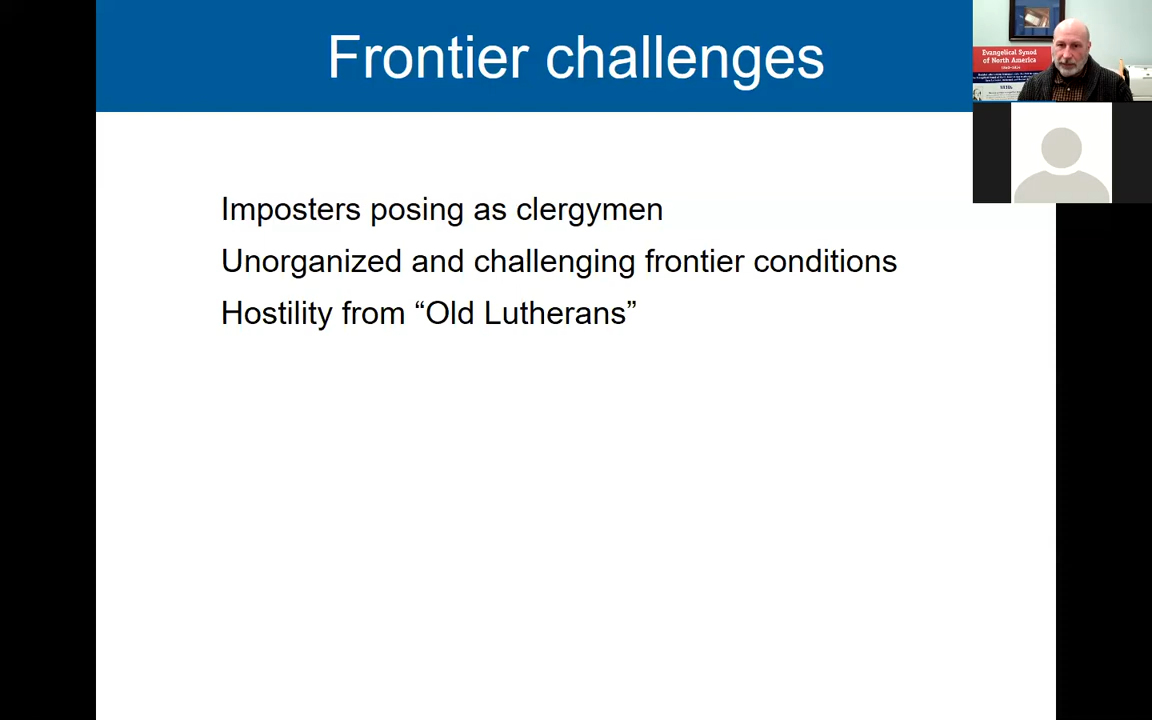 Frontier challenges
Imposters posing as clergymen
Unorganized and challenging frontier conditions
Hostility from “Old Lutherans”
Evangelical Synod
of North America